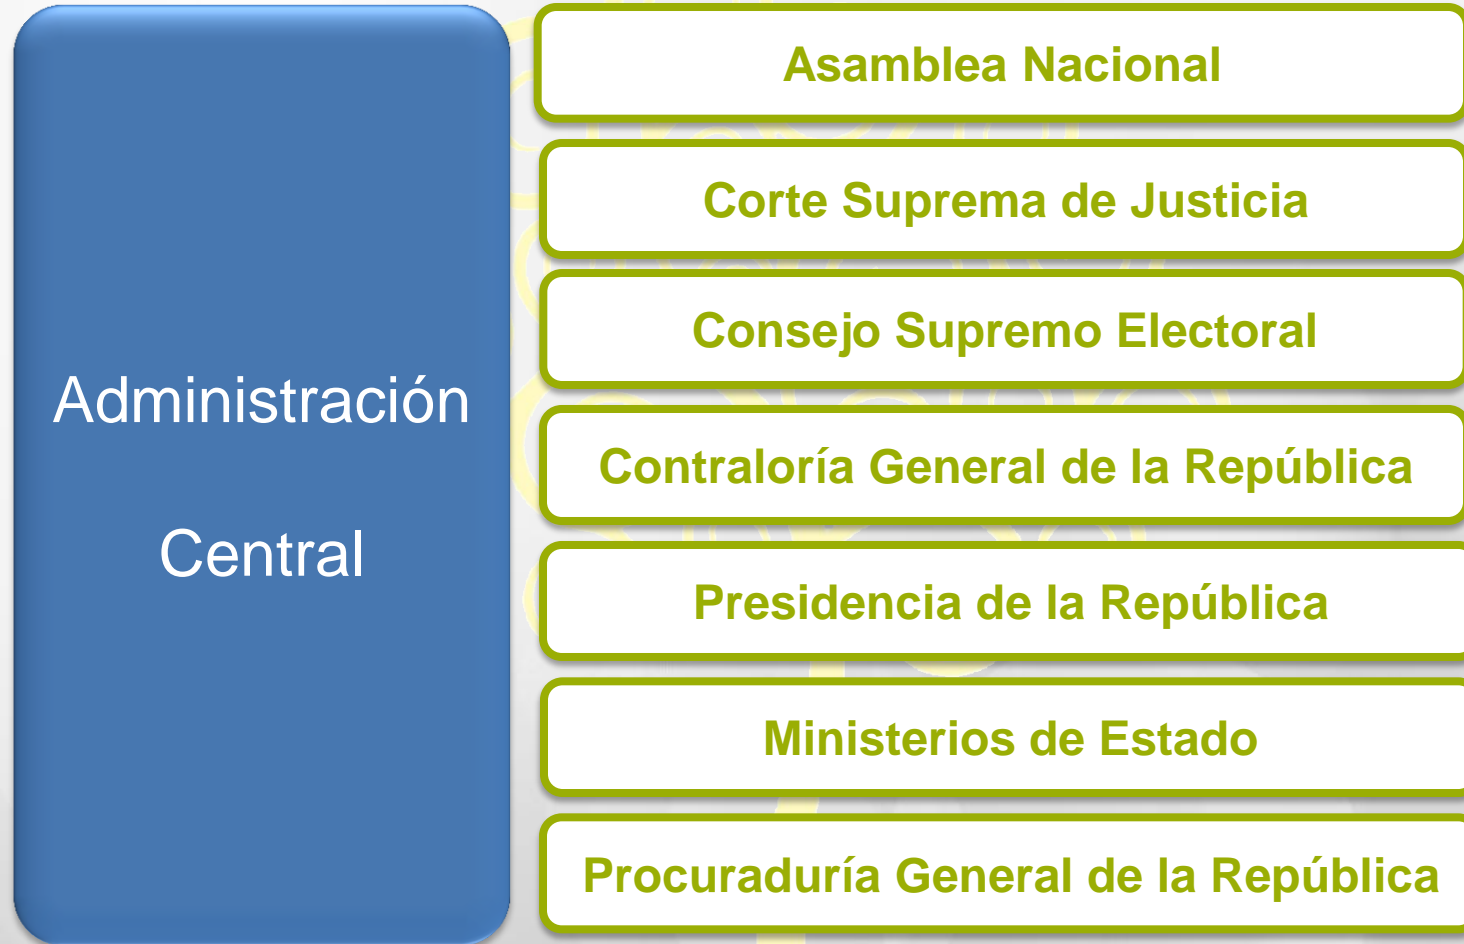 Administración
Central
Asamblea Nacional
Corte Suprema de Justicia
Consejo Supremo Electoral
Contraloría General de la República
Presidencia de la República
Ministerios de Estado
Procuraduría General de la República